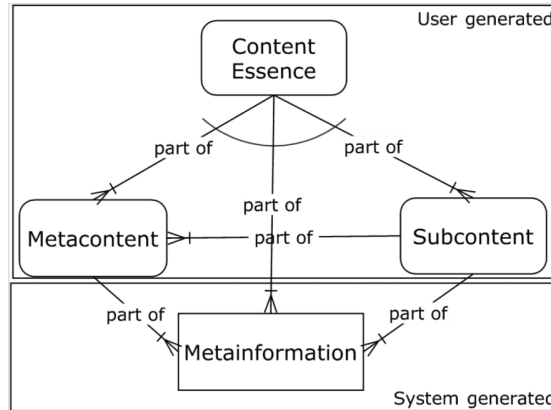 User generated
Content
Essence
part of
part of
part of
Metacontent
part of
Subcontent
part of
part of
Metainformation
System generated